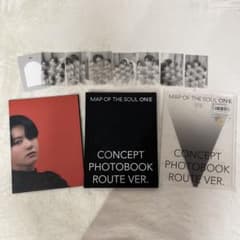 MAP OF THE SOUL ON:E
CONCEPT
PHOTOBOOK
ROUTE VER.
MAP OF THE SOUL ON:E
CONCEPT
PHOTOBOOK
ROUTE VER.